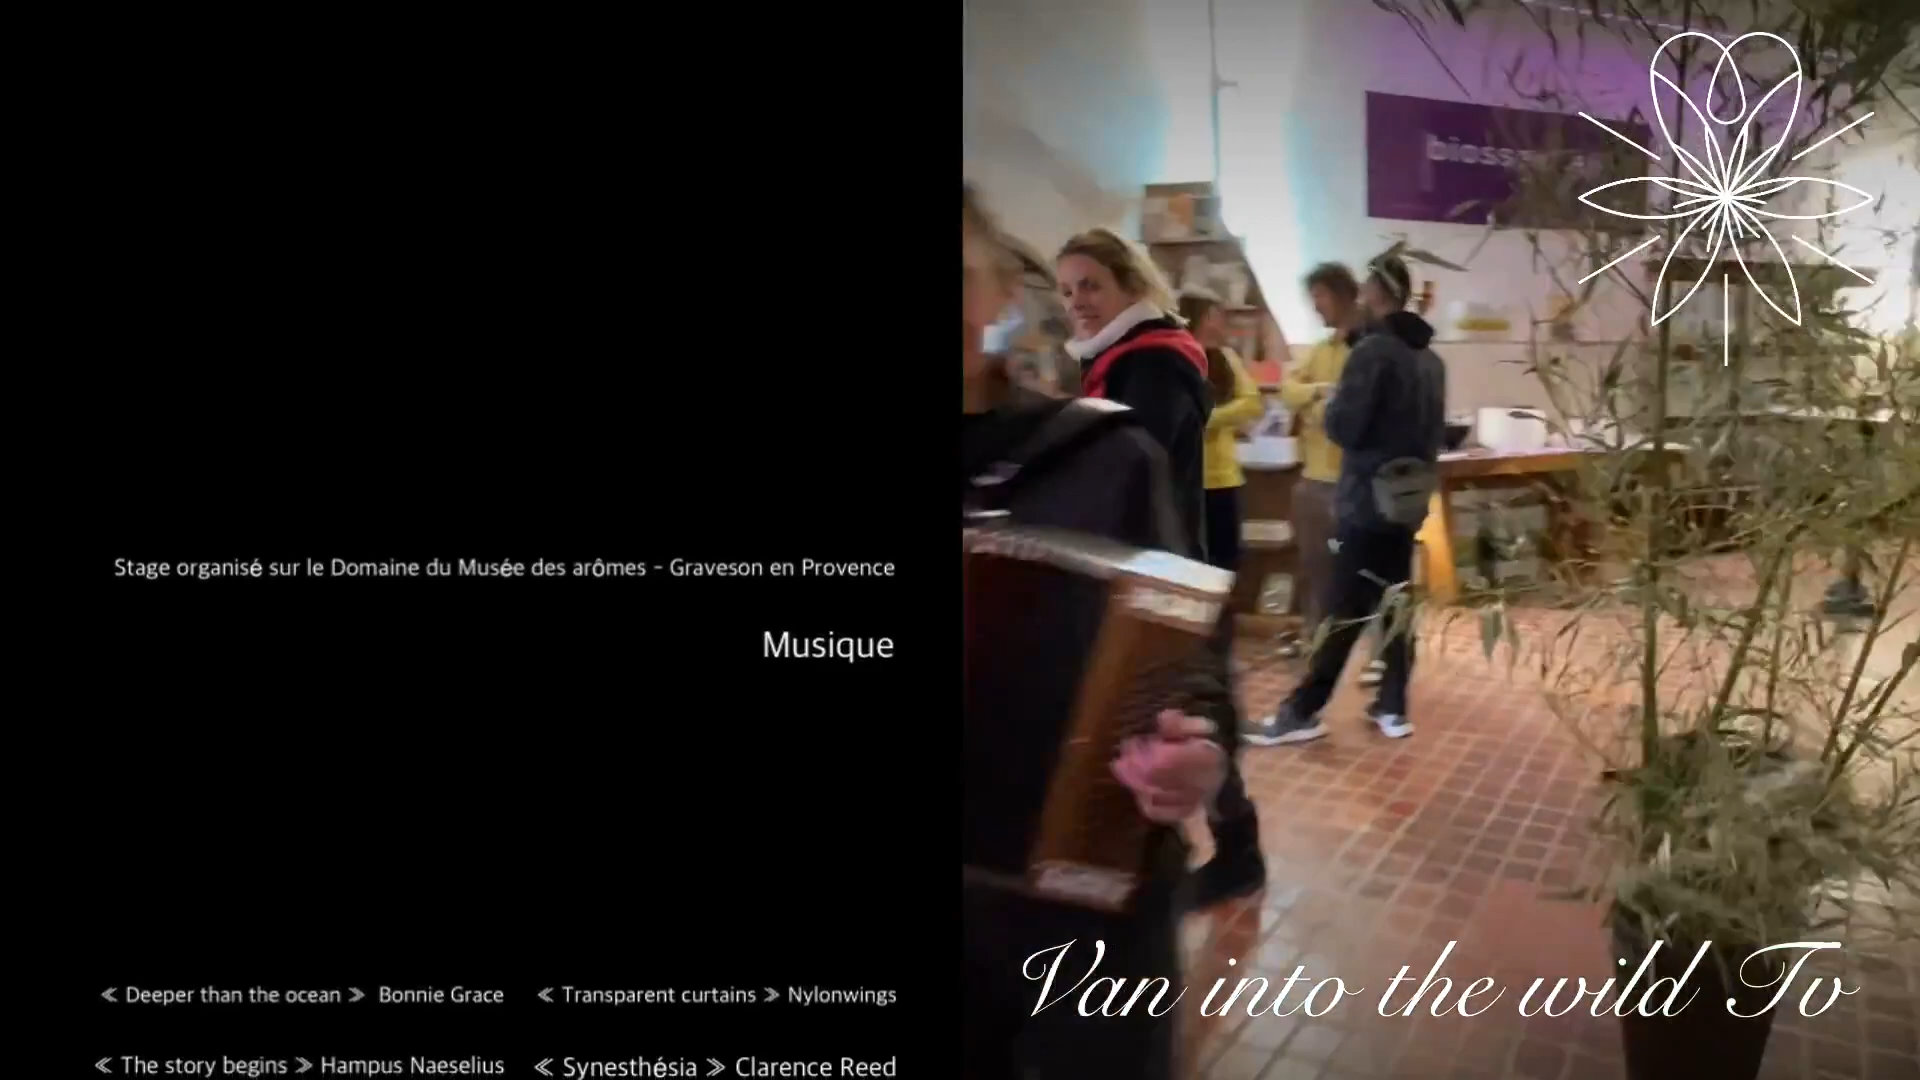 Stage organisé sur le Domaine du Musée des arômes - Graveson en Provence
Musique
≪ Deeper than the ocean ≫ Bonnie Grace ≪ Transparent curtains ≫ Nylonwings
≪ The story begins ≫ Hampus Naeselius ≪ Synesthésia ≫ Clarence Reed
Van into the wild Tv